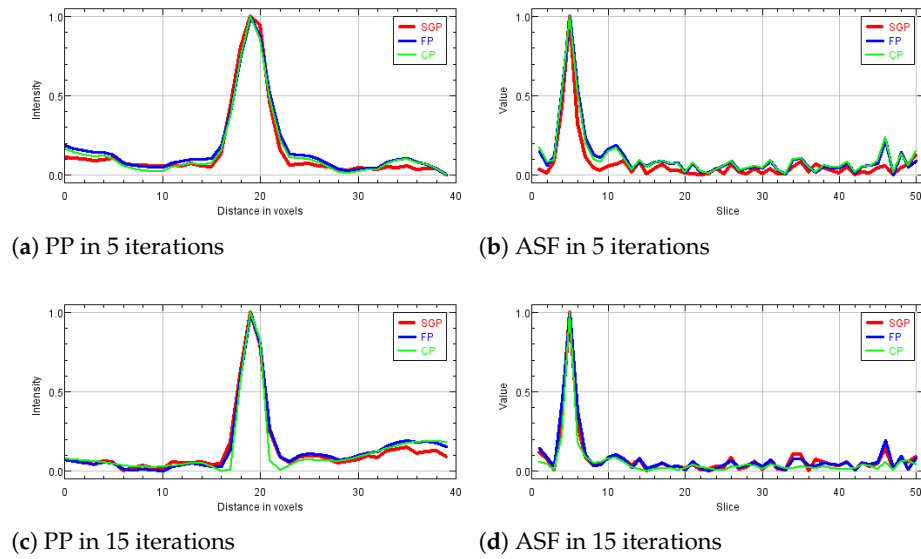 1.0
0.5
0.0
Intensity
0
10
20
30
40
Distance in voxels
SGP
FP
CP
1.0
0.5
0.0
Value
0
10
20
30
40
50
Slice
SGP
FP
CP
(a) PP in 5 iterations
(b) ASF in 5 iterations
1.0
0.5
0.0
Intensity
0
10
20
30
40
Distance in voxels
SGP
FP
CP
1.0
0.5
0.0
Value
0
10
20
30
40
50
Slice
SGP
FP
CP
(c) PP in 15 iterations
(d) ASF in 15 iterations